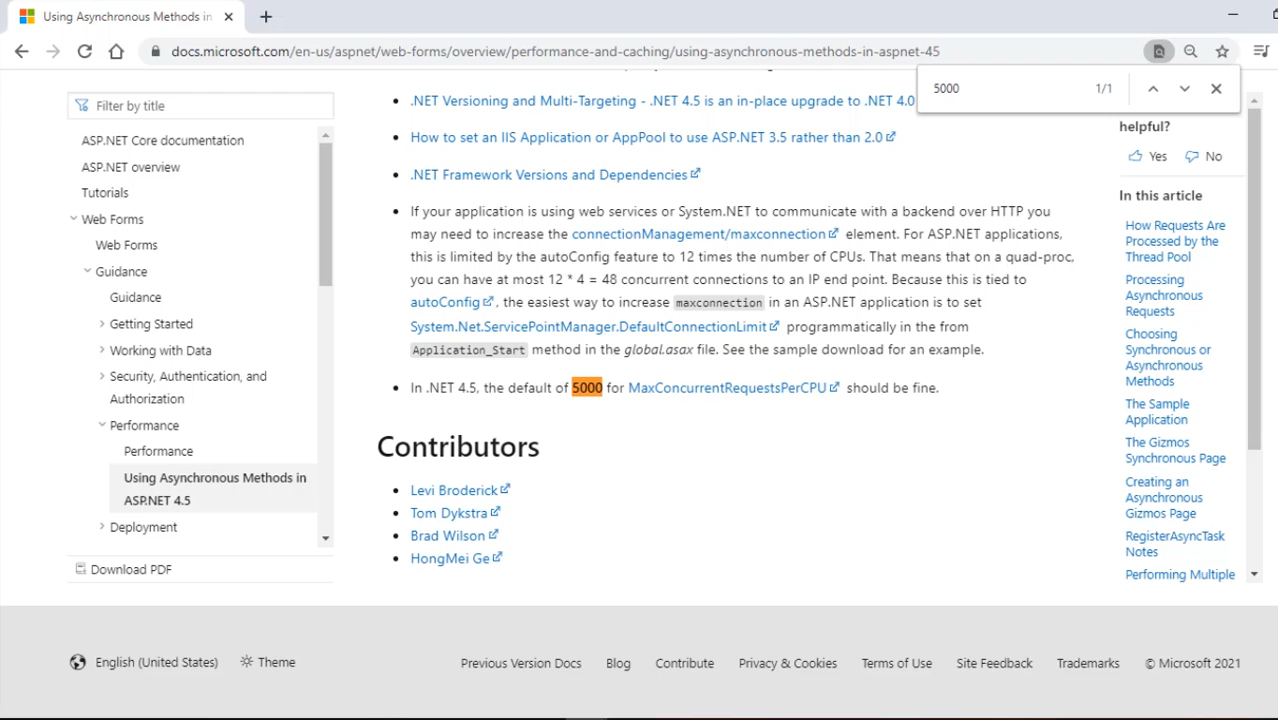 Using Asynchronous Methods in
docs.microsoft.com/en-us/aspnet/web-forms/overview/performance-and-caching/using-asynchronous-methods-in-aspnet-45
5000
1/1
Filter by title
ASP.NET Core documentation
ASP.NET overview
Tutorials
Web Forms
Web Forms
Guidance
Guidance
Getting Started
Working with Data
Security, Authentication, and
Authorization
Performance
Performance
Using Asynchronous Methods in
ASP.NET 4.5
Deployment
Download PDF
.NET Versioning and Multi-Targeting - .NET 4.5 is an in-place upgrade to .NET 4.0
How to set an IIS Application or AppPool to use ASP.NET 3.5 rather than 2.0
.NET Framework Versions and Dependencies
If your application is using web services or System.NET to communicate with a backend over HTTP you
may need to increase the connectionManagement/maxconnection element. For ASP.NET applications,
this is limited by the autoConfig feature to 12 times the number of CPUs. That means that on a quad-proc,
you can have at most 12 * 4 = 48 concurrent connections to an IP end point. Because this is tied to
autoConfig, the easiest way to increase maxconnection in an ASP.NET application is to set
System.Net.ServicePointManager.DefaultConnectionLimit programmatically in the from
Application_Start method in the global.asax file. See the sample download for an example.
In .NET 4.5, the default of 5000 for MaxConcurrentRequestsPerCPU should be fine.
Contributors
Levi Broderick
Tom Dykstra
Brad Wilson
HongMei Ge
helpful?
Yes No
In this article
How Requests Are
Processed by the
Thread Pool
Processing
Asynchronous
Requests
Choosing
Synchronous or
Asynchronous
Methods
The Sample
Application
The Gizmos
Synchronous Page
Creating an
Asynchronous
Gizmos Page
RegisterAsyncTask
Notes
Performing Multiple
English (United States) Theme
Previous Version Docs Blog Contribute Privacy & Cookies Terms of Use Site Feedback Trademarks © Microsoft 2021